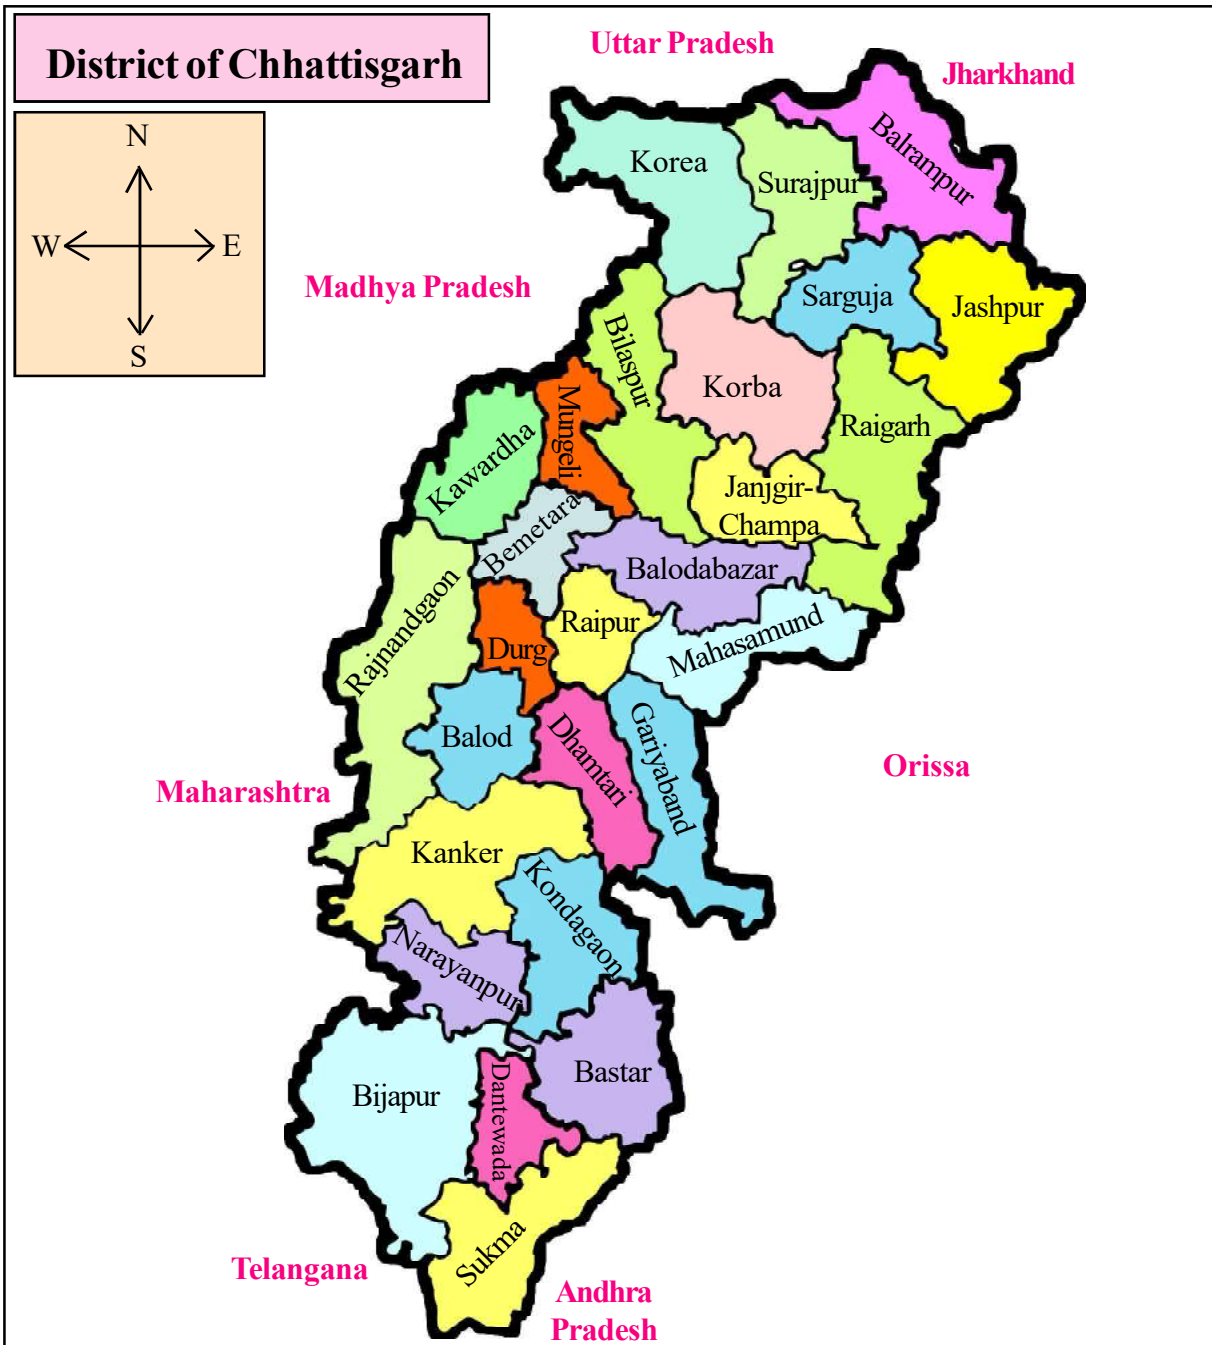 District of Chhattisgarh
Uttar Pradesh
Jharkhand
N
W
E
S
Madhya Pradesh
Korea
Surajpur
Balrampur
Sarguja
Jashpur
Bilaspur
Korba
Mungeli
Raigarh
Kawardha
Janjgir-
Champa
Bemetara
Balodabazar
Rajnandgaon
Durg
Raipur
Mahasamund
Balod
Dhamtari
Gariyaband
Orissa
Maharashtra
Kanker
Kondagaon
Narayanpur
Bastar
Bijapur
Dantewada
Sukma
Telangana
Andhra
Pradesh